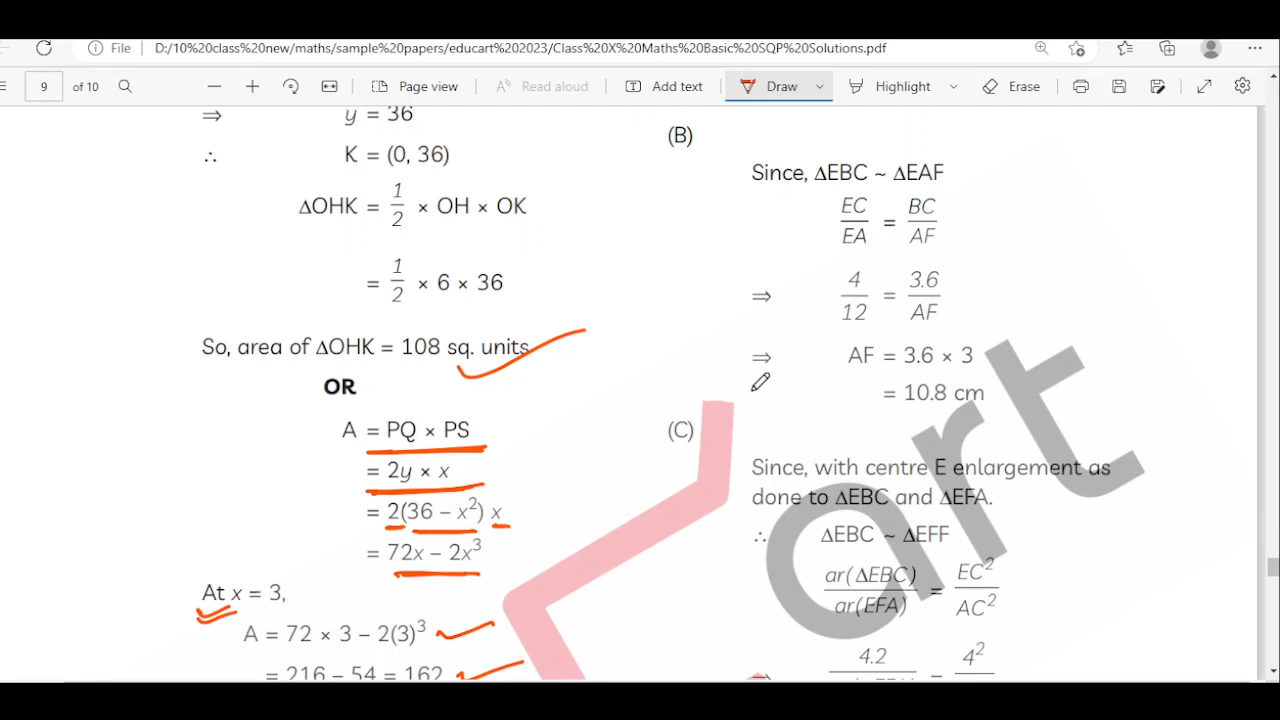 File D:/10%20class%20new/maths/sample%20papers/educart%202023/Class%20X%20Maths%20Basic%20SQP%20Solutions.pdf
9 of 10 Page view Read aloud Add text Draw Highlight Erase
⇒ y = 36
∴ K = (0, 36)
ΔOHK = 1/2 × OH × OK
= 1/2 × 6 × 36
So, area of ΔOHK = 108 sq. units
OR
A = PQ × PS
= 2y × x
= 2(36 – x²) x
= 72x – 2x³
At x = 3,
A = 72 × 3 – 2(3)³
= 216 – 54 = 162
(B)
Since, ΔEBC ~ ΔEAF
EC/EA = BC/AF
⇒ 4/12 = 3.6/AF
⇒ AF = 3.6 × 3
= 10.8 cm
(C)
Since, with centre E enlargement as
done to ΔEBC and ΔEFA.
∴ ΔEBC ~ ΔEFF
ar(ΔEBC)/ar(EFA) = EC²/AC²
4.2 = 4²
art